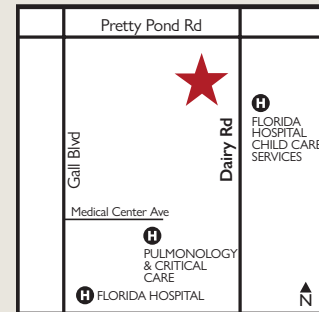 Pretty Pond Rd
Gall Blvd
Dairy Rd
H
FLORIDA
HOSPITAL
CHILD CARE
SERVICES
Medical Center Ave
H
PULMONOLOGY
& CRITICAL
CARE
H FLORIDA HOSPITAL
N